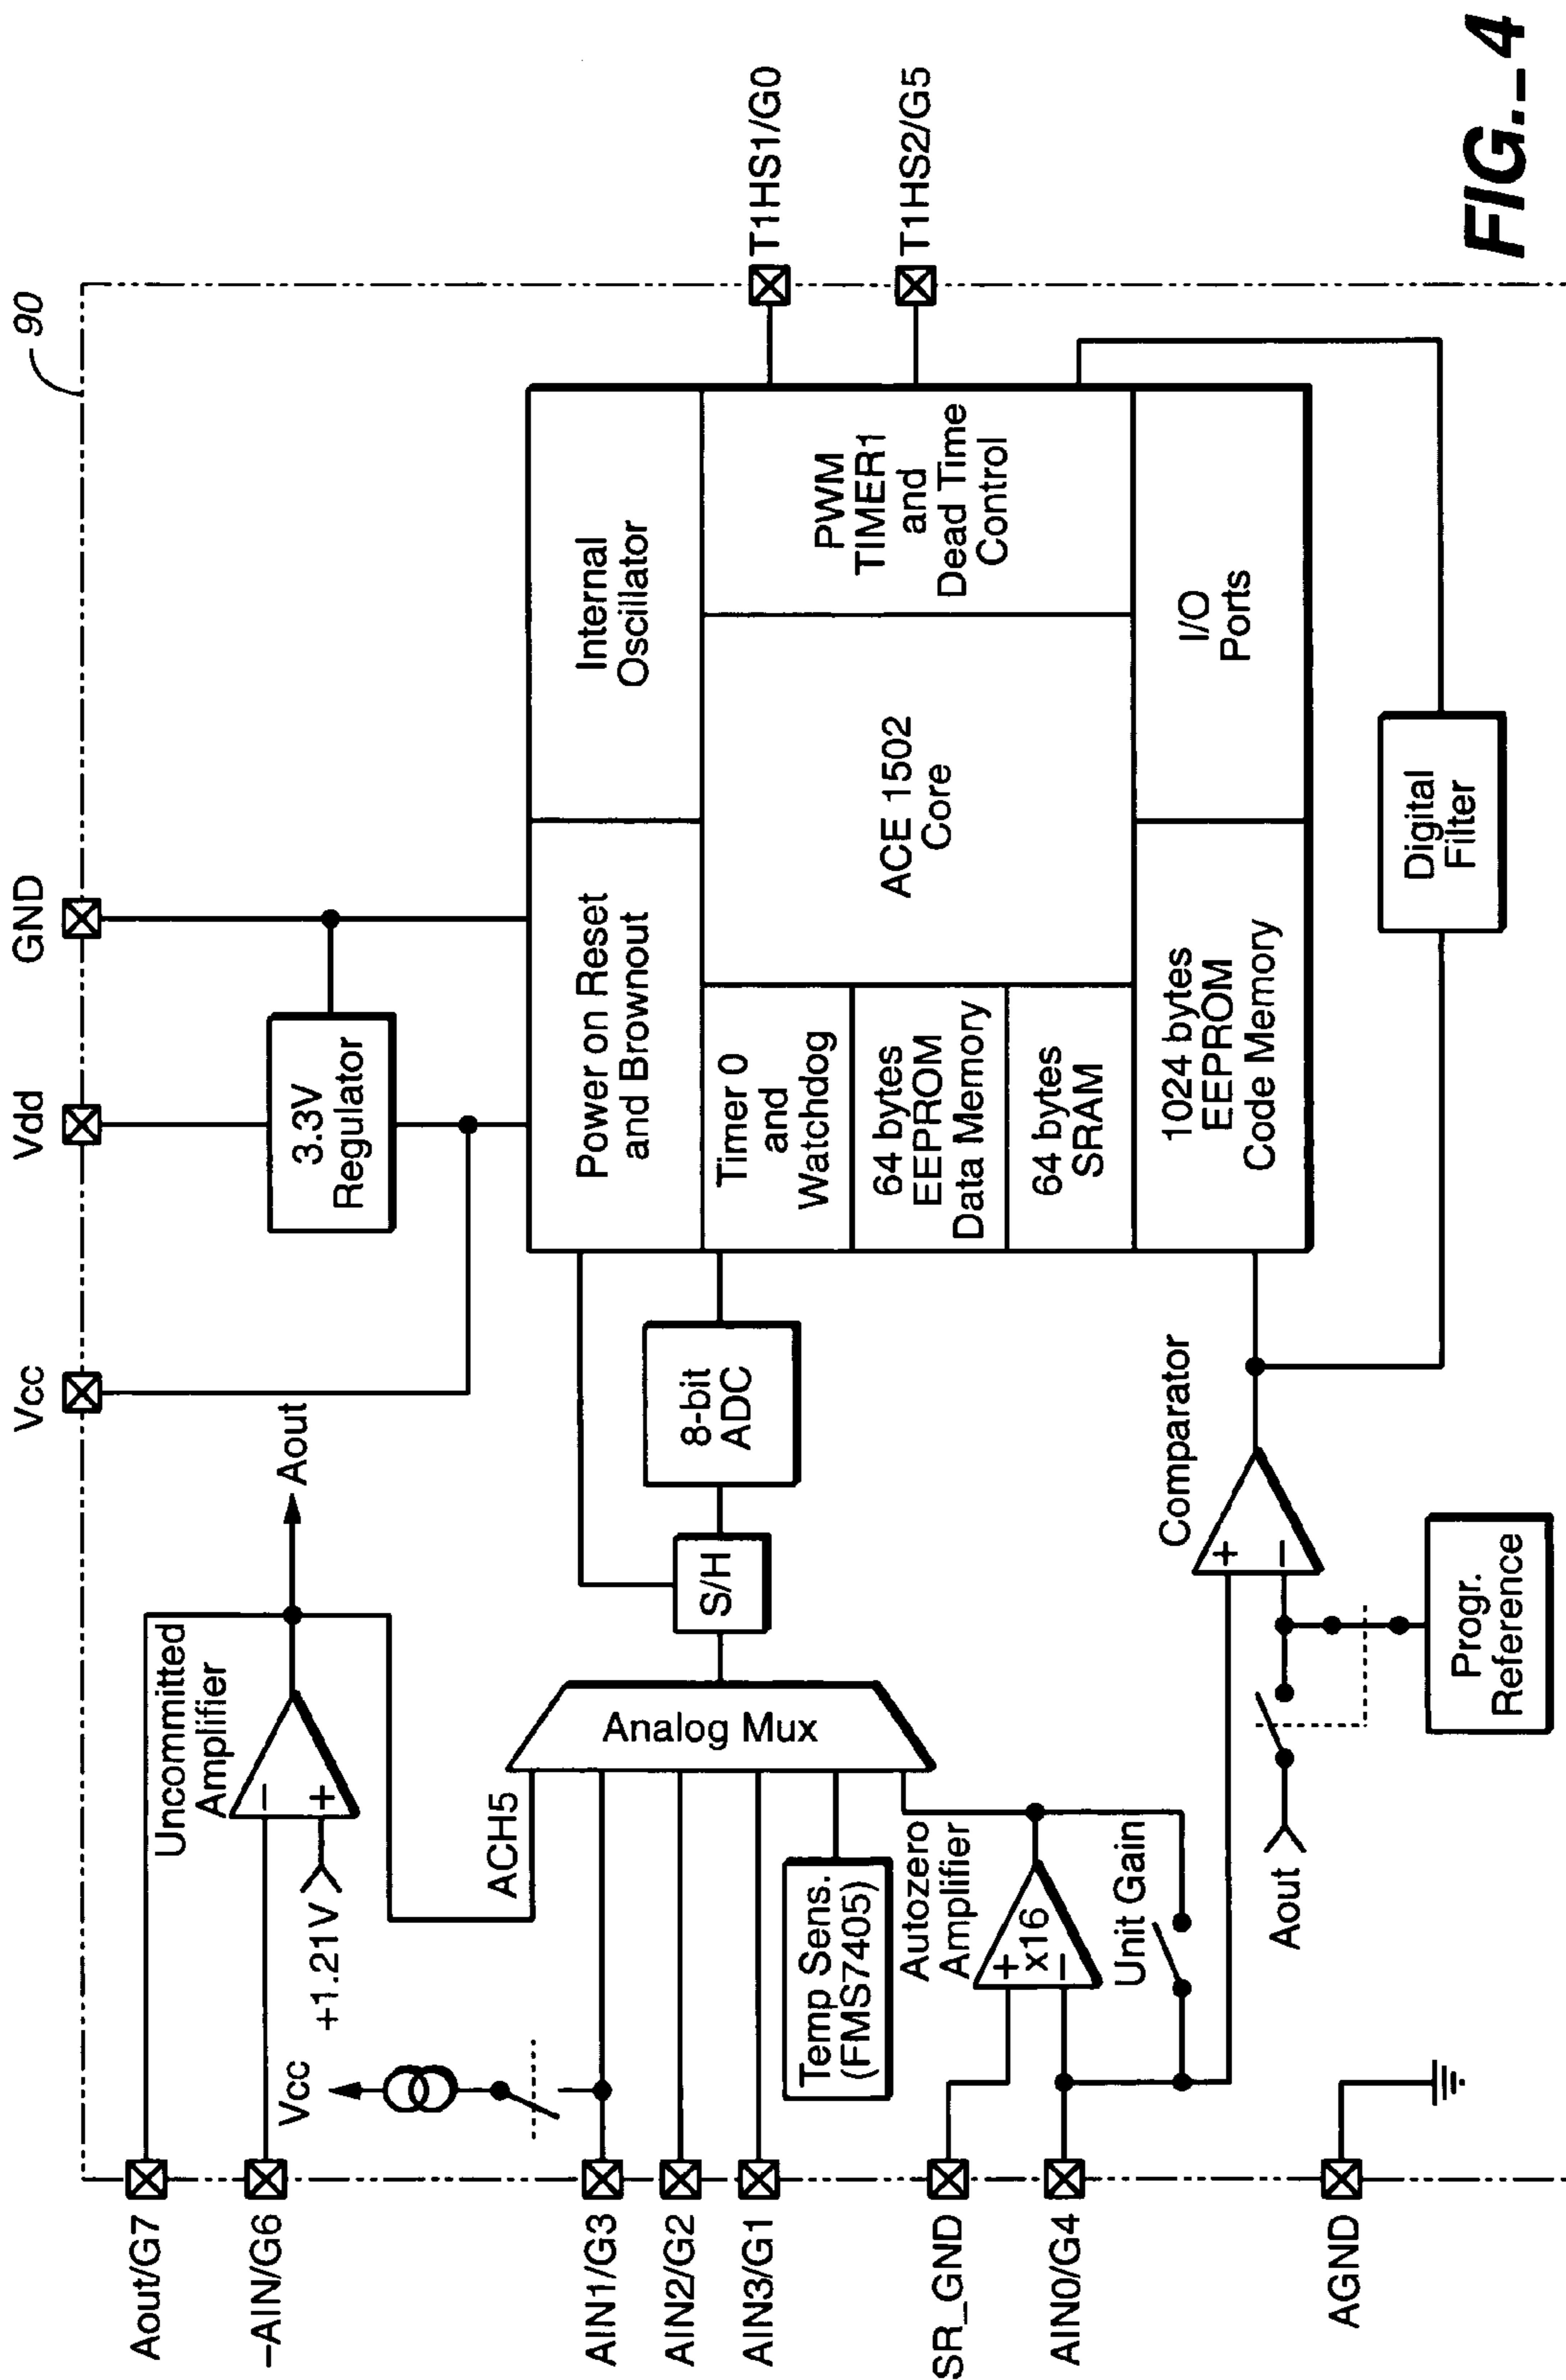 90
Vcc
Vdd
GND
3.3V
Regulator
Aout
Uncommitted
Amplifier
−
+
+1.21V
Aout/G7
−AIN/G6
Vcc
ACH5
AIN1/G3
AIN2/G2
AIN3/G1
Analog Mux
S/H
8-bit
ADC
Temp Sens.
(FMS7405)
Autozero
Amplifier
+
x16
−
Unit Gain
SR_GND
AIN0/G4
AGND
Power on Reset
and Brownout
Internal
Oscillator
Timer 0
and
Watchdog
64 bytes
EEPROM
Data Memory
64 bytes
SRAM
ACE 1502
Core
PWM
TIMER1
and
Dead Time
Control
1024 bytes
EEPROM
Code Memory
I/O
Ports
T1HS1/G0
T1HS2/G5
Comparator
+
−
Aout
Progr.
Reference
Digital
Filter
FIG._4